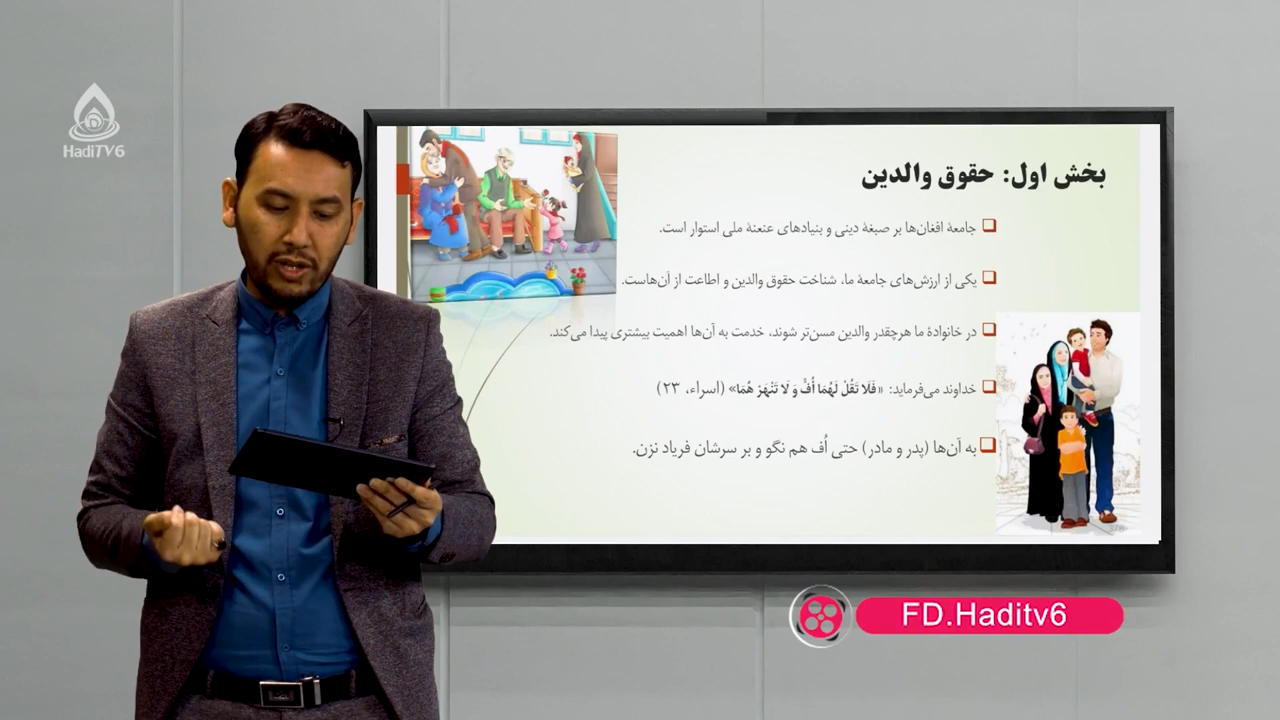 HadiTV6
بخش اول: حقوق والدین
جامعهٔ افغان‌ها بر صبغهٔ دینی و بنیادهای عنعنهٔ ملی استوار است.
یکی از ارزش‌های جامعهٔ ما، شناخت حقوق والدین و اطاعت از آن‌هاست.
در خانوادهٔ ما هرچقدر والدین مسن‌تر شوند، خدمت به آن‌ها اهمیت بیشتری پیدا می‌کند.
خداوند می‌فرماید: «فَلَا تَقُلْ لَهُمَا أُفٍّ وَ لَا تَنْهَرْ هُمَا» (اسراء، ۲۳)
به آن‌ها (پدر و مادر) حتی اُف هم نگو و بر سرشان فریاد نزن.
FD.Haditv6